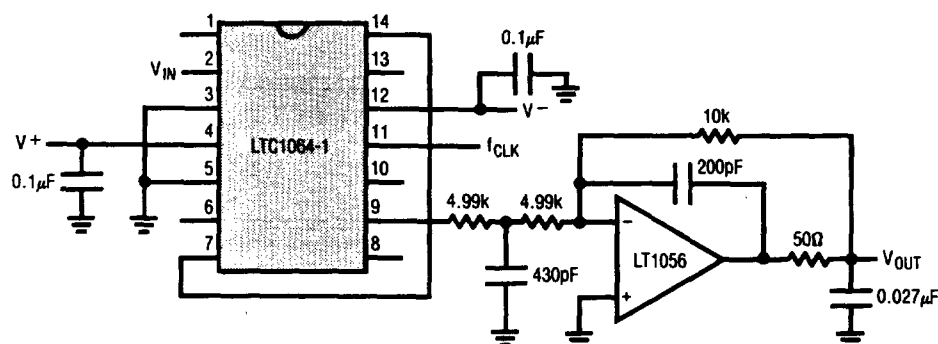 1
14
0.1µF
V_IN
2
13
3
12
V−
V+
4
LTC1064-1
11
f_CLK
10k
0.1µF
5
10
200pF
6
9
4.99k
4.99k
−
7
8
430pF
LT1056
50Ω
V_OUT
+
0.027µF